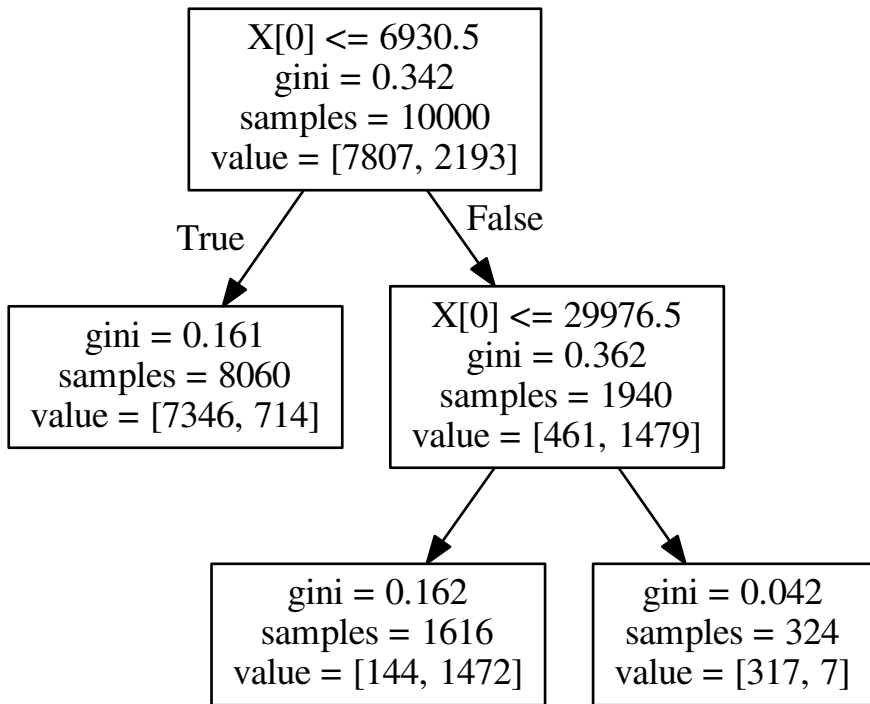 X[0] <= 6930.5
gini = 0.342
samples = 10000
value = [7807, 2193]
True
False
gini = 0.161
samples = 8060
value = [7346, 714]
X[0] <= 29976.5
gini = 0.362
samples = 1940
value = [461, 1479]
gini = 0.162
samples = 1616
value = [144, 1472]
gini = 0.042
samples = 324
value = [317, 7]